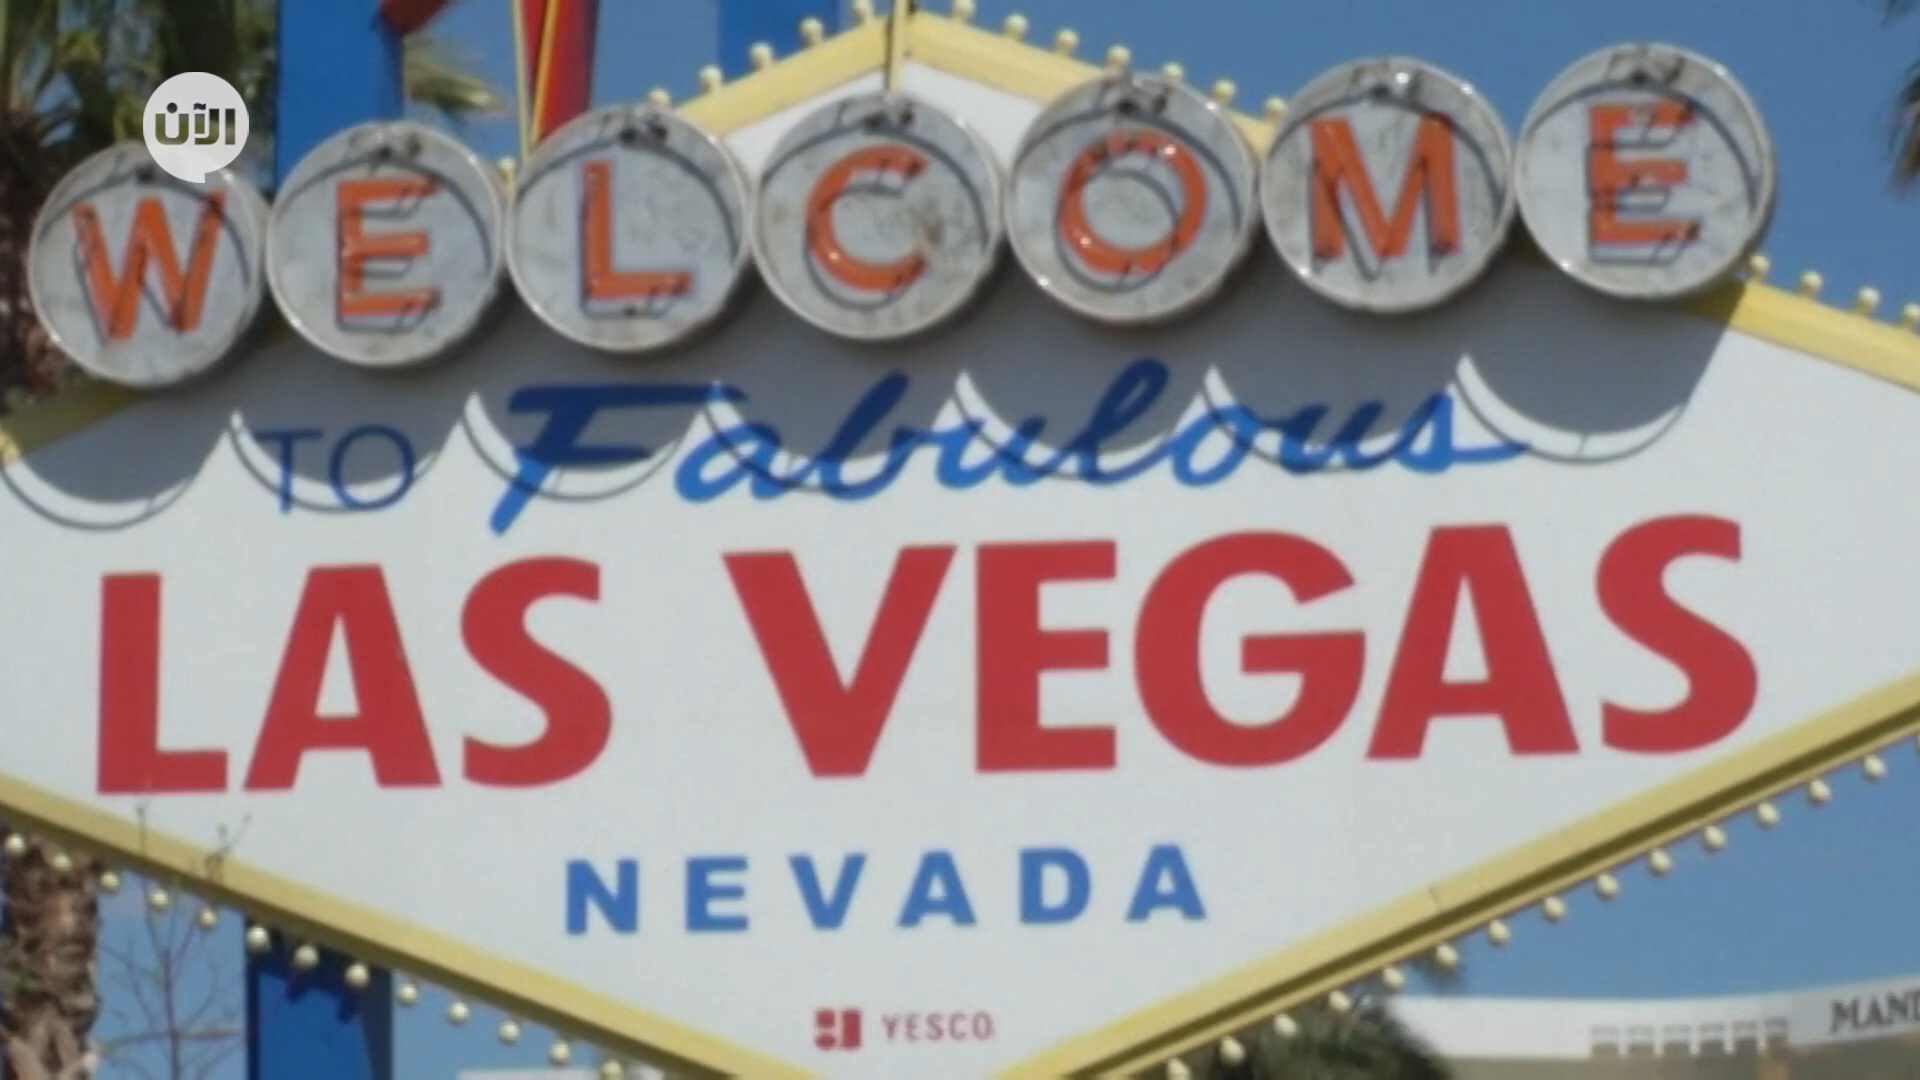 الآن
WELCOME
TO Fabulous
LAS VEGAS
NEVADA
YESCO